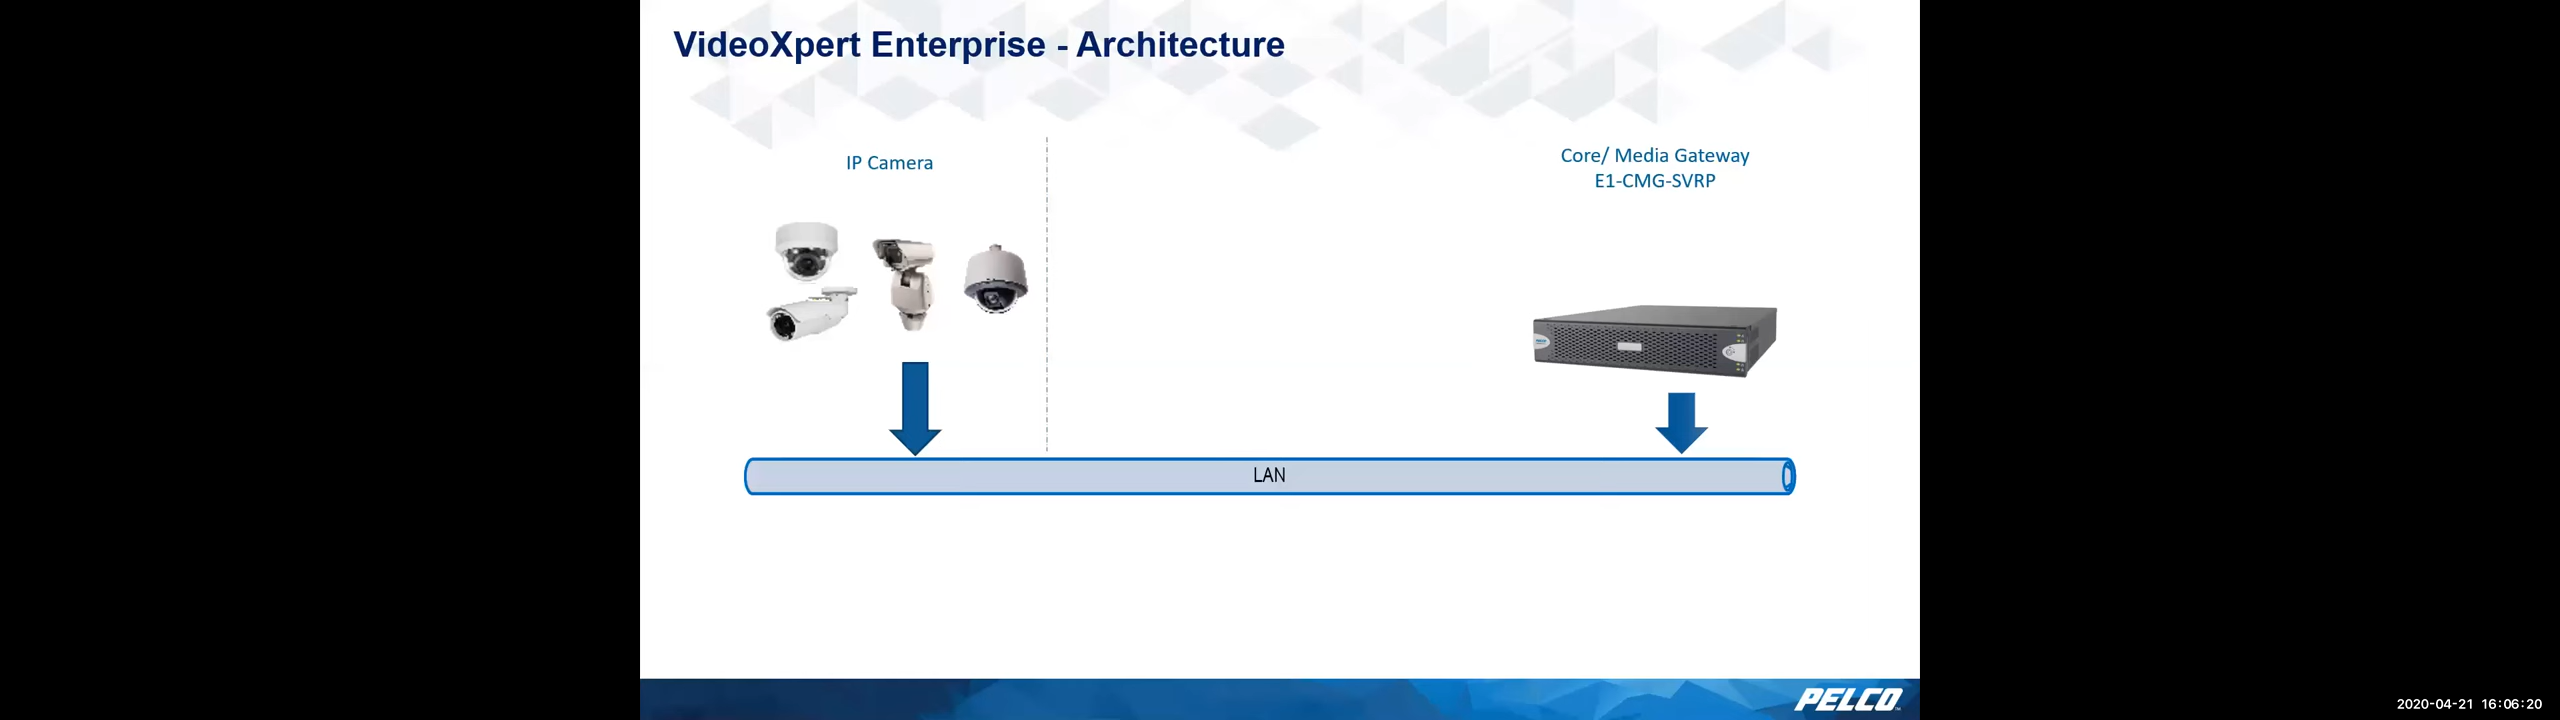 VideoXpert Enterprise - Architecture
IP Camera
Core/ Media Gateway
E1-CMG-SVRP
LAN
PELCO
2020-04-21 16:06:20